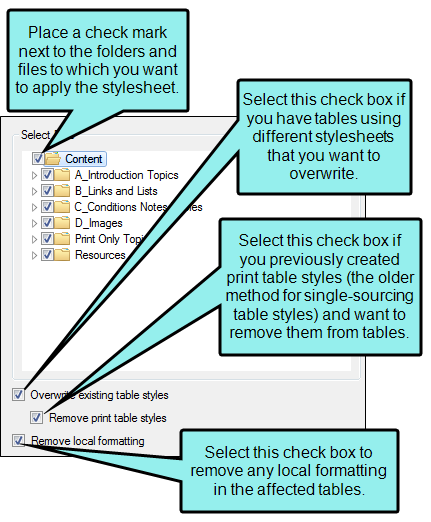 Place a check mark
next to the folders and
files to which you want
to apply the stylesheet.
Select this check box if
you have tables using
different stylesheets
that you want to
overwrite.
Select
Content
A_Introduction Topics
B_Links and Lists
C_Conditions Notes
D_Images
Print Only
Resources
Select this check box if
you previously created
print table styles (the older
method for single-sourcing
table styles) and want to
remove them from tables.
Overwrite existing table styles
Remove print table styles
Remove local formatting
Select this check box to
remove any local formatting
in the affected tables.